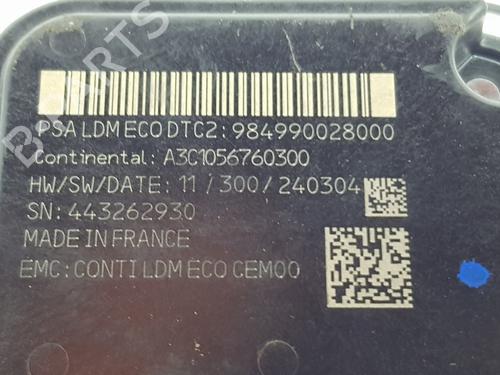 PSA LDM ECO DTC2: 984990028000
Continental: A3C1056760300
HW/SW/DATE: 11 / 300 / 240304
SN: 443262930
MADE IN FRANCE
EMC: CONTI LDM ECO CEM00